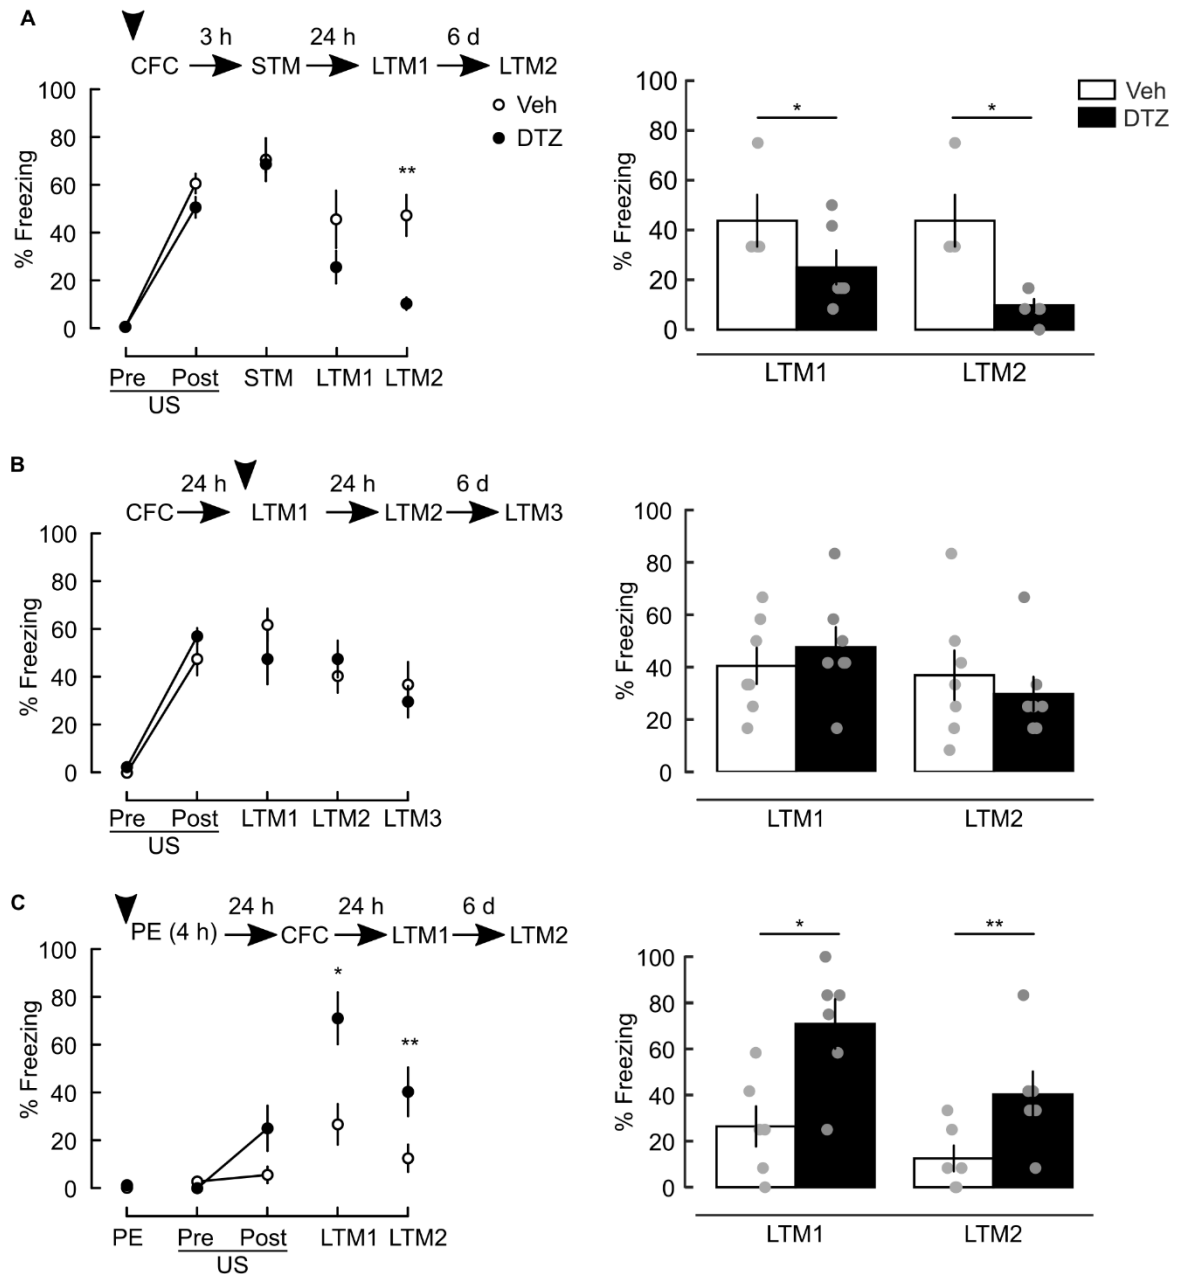 A
3 h 24 h 6 d
CFC STM LTM1 LTM2
100
80
60
40
20
0
% Freezing
Veh
DTZ
**
Pre Post STM LTM1 LTM2
US
100
80
60
40
20
0
% Freezing
* *
Veh
DTZ
LTM1 LTM2
B
24 h 24 h 6 d
CFC LTM1 LTM2 LTM3
100
80
60
40
20
0
% Freezing
Pre Post LTM1 LTM2 LTM3
US
100
80
60
40
20
0
% Freezing
LTM1 LTM2
C
24 h 24 h 6 d
PE (4 h) CFC LTM1 LTM2
100
80
60
40
20
0
% Freezing
*
**
PE Pre Post LTM1 LTM2
US
100
80
60
40
20
0
% Freezing
* **
LTM1 LTM2